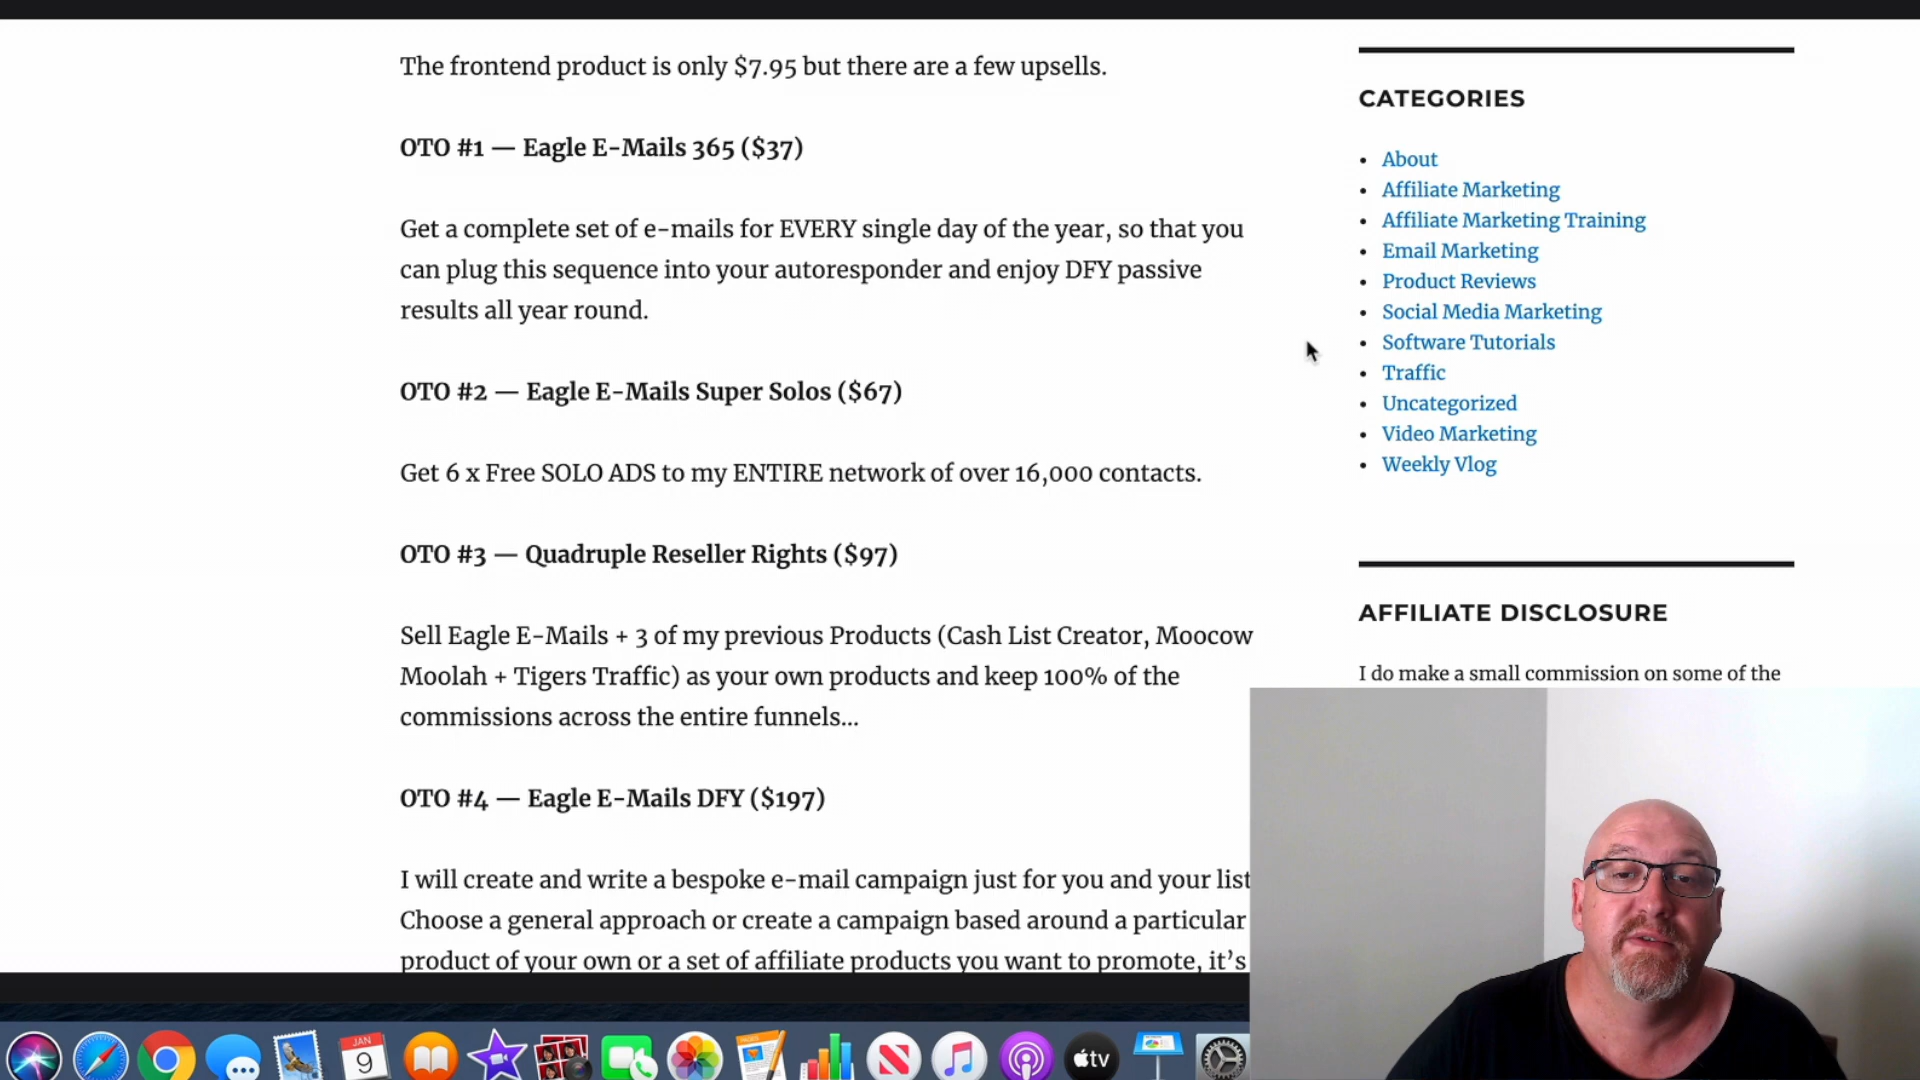 The frontend product is only $7.95 but there are a few upsells.
OTO #1 — Eagle E-Mails 365 ($37)
Get a complete set of e-mails for EVERY single day of the year, so that you
can plug this sequence into your autoresponder and enjoy DFY passive
results all year round.
OTO #2 — Eagle E-Mails Super Solos ($67)
Get 6 x Free SOLO ADS to my ENTIRE network of over 16,000 contacts.
OTO #3 — Quadruple Reseller Rights ($97)
Sell Eagle E-Mails + 3 of my previous Products (Cash List Creator, Moocow
Moolah + Tigers Traffic) as your own products and keep 100% of the
commissions across the entire funnels...
OTO #4 — Eagle E-Mails DFY ($197)
I will create and write a bespoke e-mail campaign just for you and your list
Choose a general approach or create a campaign based around a particular
product of your own or a set of affiliate products you want to promote, it's
CATEGORIES
• About
• Affiliate Marketing
• Affiliate Marketing Training
• Email Marketing
• Product Reviews
• Social Media Marketing
• Software Tutorials
• Traffic
• Uncategorized
• Video Marketing
• Weekly Vlog
AFFILIATE DISCLOSURE
I do make a small commission on some of the
JAN
9
PAGES
tv